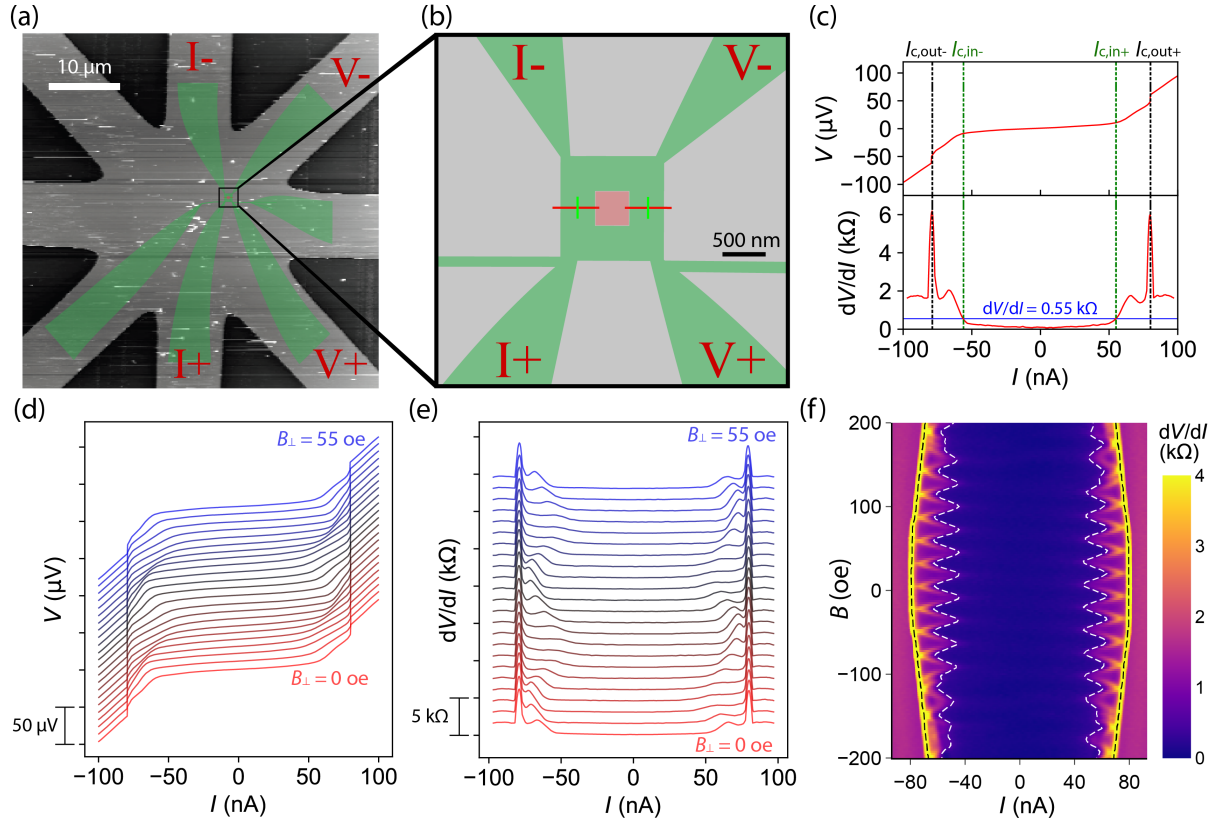 (a)
10 μm
I-
V-
I+
V+
(b)
I-
V-
500 nm
I+
V+
(c)
Ic,out- Ic,in- Ic,in+ Ic,out+
V (μV)
100
50
0
−50
−100
dV/dI (kΩ)
6
4
2
0
dV/dI = 0.55 kΩ
−100 −50 0 50 100
I (nA)
(d)
B⊥ = 55 oe
V (μV)
B⊥ = 0 oe
50 μV
−100 −50 0 50 100
I (nA)
(e)
B⊥ = 55 oe
dV/dI (kΩ)
5 kΩ
B⊥ = 0 oe
−100 −50 0 50 100
I (nA)
(f)
B (oe)
200
100
0
−100
−200
−80 −40 0 40 80
I (nA)
dV/dI
(kΩ)
4
3
2
1
0